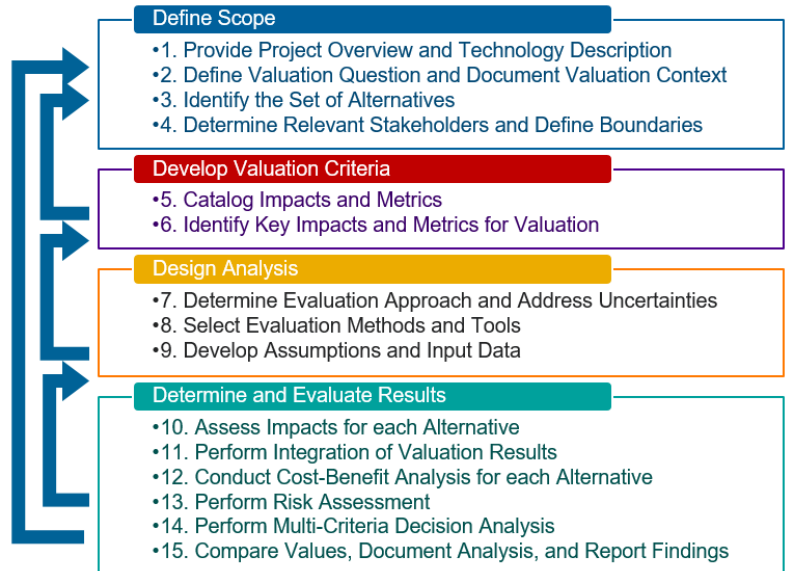 Define Scope
•1. Provide Project Overview and Technology Description
•2. Define Valuation Question and Document Valuation Context
•3. Identify the Set of Alternatives
•4. Determine Relevant Stakeholders and Define Boundaries
Develop Valuation Criteria
•5. Catalog Impacts and Metrics
•6. Identify Key Impacts and Metrics for Valuation
Design Analysis
•7. Determine Evaluation Approach and Address Uncertainties
•8. Select Evaluation Methods and Tools
•9. Develop Assumptions and Input Data
Determine and Evaluate Results
•10. Assess Impacts for each Alternative
•11. Perform Integration of Valuation Results
•12. Conduct Cost-Benefit Analysis for each Alternative
•13. Perform Risk Assessment
•14. Perform Multi-Criteria Decision Analysis
•15. Compare Values, Document Analysis, and Report Findings